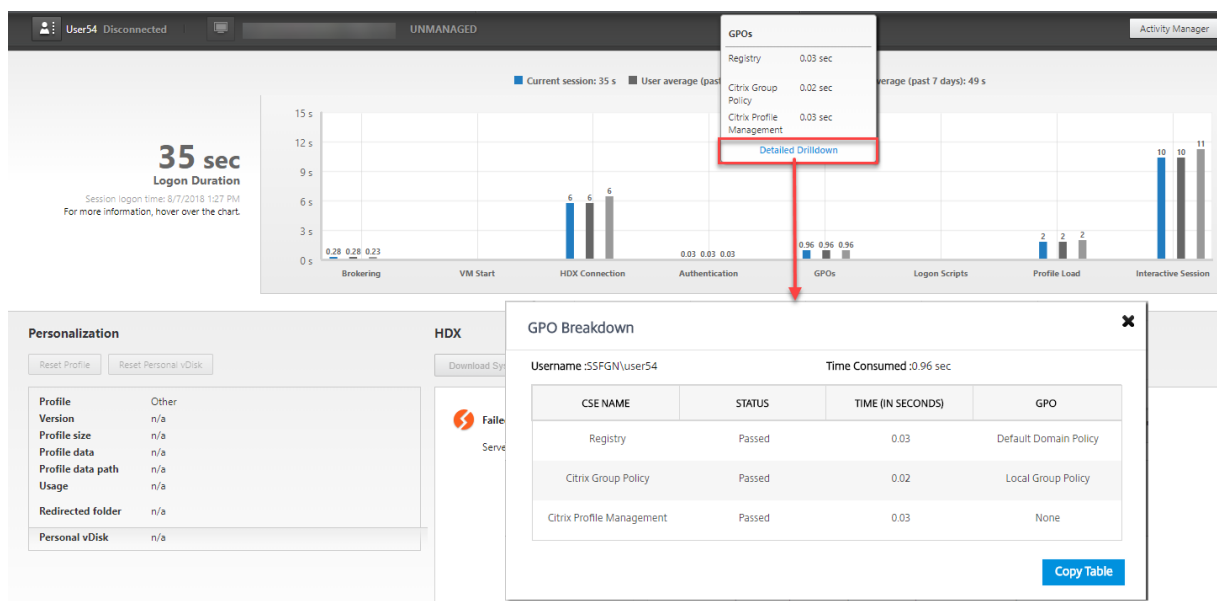 User54 Disconnected
UNMANAGED
Activity Manager
GPOs
Registry 0.03 sec
Citrix Group Policy 0.02 sec
Citrix Profile Management 0.03 sec
Detailed Drilldown
Current session: 35 s User average (past verage (past 7 days): 49 s
35 sec
Logon Duration
Session logon time: 8/7/2018 1:27 PM
For more information, hover over the chart.
15 s
12 s
9 s
6 s
3 s
0 s
0.28 0.28 0.23
6 6 6
0.03 0.03 0.03
0.96 0.96 0.96
2 2 2
10 10 11
Brokering VM Start HDX Connection Authentication GPOs Logon Scripts Profile Load Interactive Session
Personalization
Reset Profile Reset Personal vDisk
Profile Other
Version n/a
Profile size n/a
Profile data n/a
Profile data path n/a
Usage n/a
Redirected folder n/a
Personal vDisk n/a
HDX
Download Sy
Faile
Serve
GPO Breakdown
Username :SSFGN\user54 Time Consumed :0.96 sec
CSE NAME STATUS TIME (IN SECONDS) GPO
Registry Passed 0.03 Default Domain Policy
Citrix Group Policy Passed 0.02 Local Group Policy
Citrix Profile Management Passed 0.03 None
Copy Table